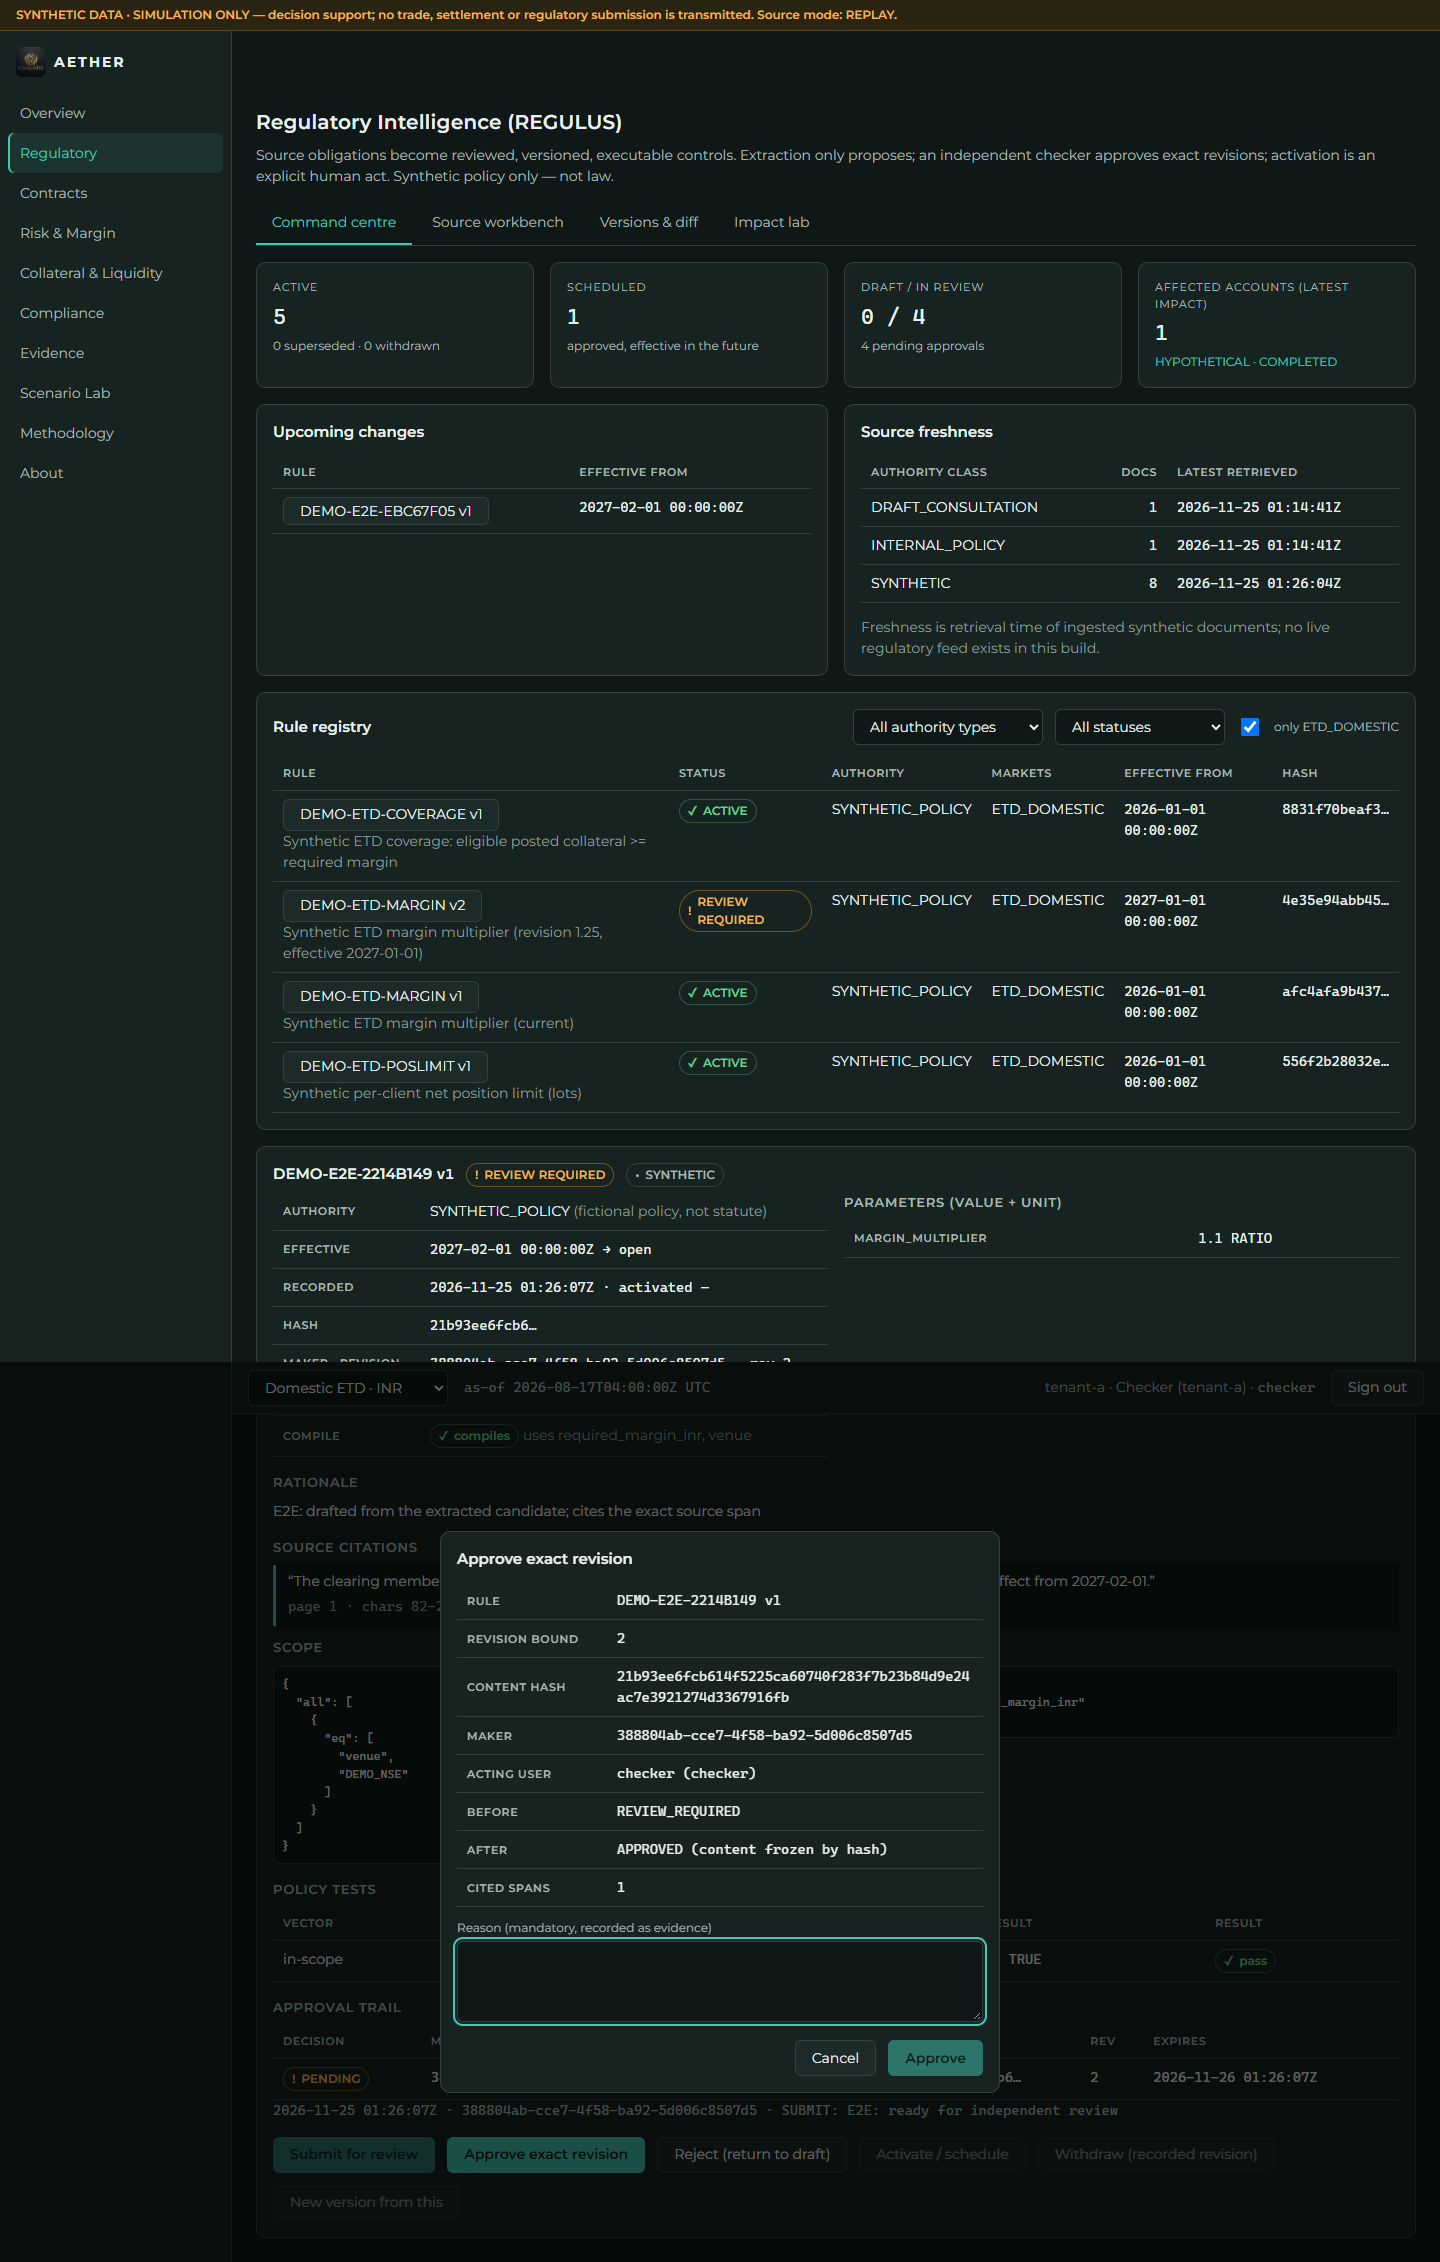 SYNTHETIC DATA · SIMULATION ONLY — decision support; no trade, settlement or regulatory submission is transmitted. Source mode: REPLAY.
AETHER
Overview
Regulatory
Contracts
Risk & Margin
Collateral & Liquidity
Compliance
Evidence
Scenario Lab
Methodology
About
Regulatory Intelligence (REGULUS)
Source obligations become reviewed, versioned, executable controls. Extraction only proposes; an independent checker approves exact revisions; activation is an
explicit human act. Synthetic policy only — not law.
Command centre Source workbench Versions & diff Impact lab
ACTIVE
5
0 superseded · 0 withdrawn
SCHEDULED
1
approved, effective in the future
DRAFT / IN REVIEW
0 / 4
4 pending approvals
AFFECTED ACCOUNTS (LATEST
IMPACT)
1
HYPOTHETICAL · COMPLETED
Upcoming changes
RULE EFFECTIVE FROM
DEMO-E2E-EBC67F05 v1 2027-02-01 00:00:00Z
Source freshness
AUTHORITY CLASS DOCS LATEST RETRIEVED
DRAFT_CONSULTATION 1 2026-11-25 01:14:41Z
INTERNAL_POLICY 1 2026-11-25 01:14:41Z
SYNTHETIC 8 2026-11-25 01:26:04Z
Freshness is retrieval time of ingested synthetic documents; no live
regulatory feed exists in this build.
Rule registry All authority types All statuses only ETD_DOMESTIC
RULE STATUS AUTHORITY MARKETS EFFECTIVE FROM HASH
DEMO-ETD-COVERAGE v1 ✓ ACTIVE SYNTHETIC_POLICY ETD_DOMESTIC 2026-01-01 00:00:00Z 8831f70beaf3…
Synthetic ETD coverage: eligible posted collateral >=
required margin
DEMO-ETD-MARGIN v2 ! REVIEW REQUIRED SYNTHETIC_POLICY ETD_DOMESTIC 2027-01-01 00:00:00Z 4e35e94abb45…
Synthetic ETD margin multiplier (revision 1.25,
effective 2027-01-01)
DEMO-ETD-MARGIN v1 ✓ ACTIVE SYNTHETIC_POLICY ETD_DOMESTIC 2026-01-01 00:00:00Z afc4afa9b437…
Synthetic ETD margin multiplier (current)
DEMO-ETD-POSLIMIT v1 ✓ ACTIVE SYNTHETIC_POLICY ETD_DOMESTIC 2026-01-01 00:00:00Z 556f2b28032e…
Synthetic per-client net position limit (lots)
DEMO-E2E-2214B149 v1 ! REVIEW REQUIRED • SYNTHETIC
AUTHORITY SYNTHETIC_POLICY (fictional policy, not statute)
EFFECTIVE 2027-02-01 00:00:00Z → open
RECORDED 2026-11-25 01:26:07Z · activated —
HASH 21b93ee6fcb6…
PARAMETERS (VALUE + UNIT)
MARGIN_MULTIPLIER 1.1 RATIO
Domestic ETD · INR as-of 2026-08-17T04:00:00Z UTC tenant-a · Checker (tenant-a) · checker Sign out
COMPILE ✓ compiles uses required_margin_inr, venue
RATIONALE
E2E: drafted from the extracted candidate; cites the exact source span
SOURCE CITATIONS
“The clearing membe
ffect from 2027-02-01.”
page 1 · chars 82-2
SCOPE
{
"all": [
{
"eq": [
"venue",
"DEMO_NSE"
]
}
]
}
_margin_inr"
POLICY TESTS
VECTOR ESULT RESULT
in-scope TRUE ✓ pass
APPROVAL TRAIL
DECISION M REV EXPIRES
! PENDING 3 b6… 2 2026-11-26 01:26:07Z
2026-11-25 01:26:07Z · 388804ab-cce7-4f58-ba92-5d006c8507d5 · SUBMIT: E2E: ready for independent review
Submit for review Approve exact revision Reject (return to draft) Activate / schedule Withdraw (recorded revision)
New version from this
Approve exact revision
RULE DEMO-E2E-2214B149 v1
REVISION BOUND 2
CONTENT HASH 21b93ee6fcb614f5225ca60740f283f7b23b84d9e24
ac7e3921274d3367916fb
MAKER 388804ab-cce7-4f58-ba92-5d006c8507d5
ACTING USER checker (checker)
BEFORE REVIEW_REQUIRED
AFTER APPROVED (content frozen by hash)
CITED SPANS 1
Reason (mandatory, recorded as evidence)
Cancel Approve